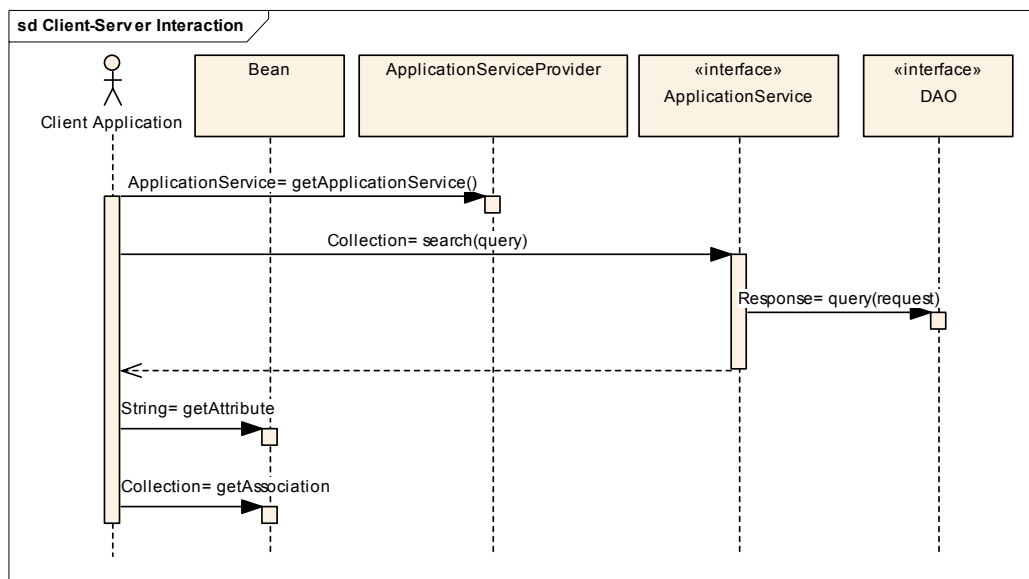 sd Client-Server Interaction
Client Application
Bean
ApplicationServiceProvider
«interface»
ApplicationService
«interface»
DAO
ApplicationService= getApplicationService()
Collection= search(query)
Response= query(request)
String= getAttribute
Collection= getAssociation